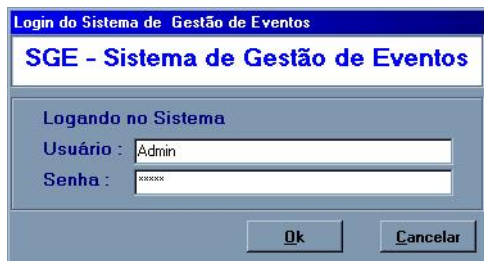 Login do Sistema de Gestão de Eventos
SGE - Sistema de Gestão de Eventos
Logando no Sistema
Usuário : Admin
Senha : *****
Ok Cancelar